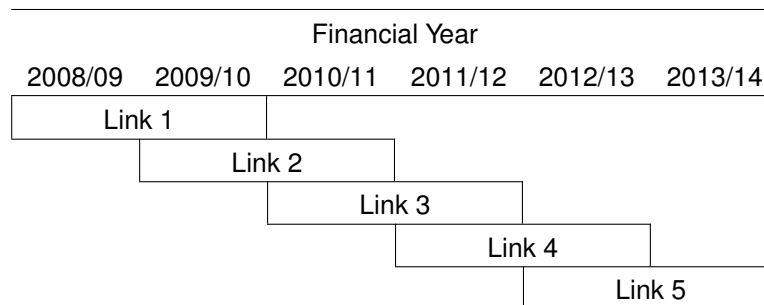 Financial Year
2008/09 2009/10 2010/11 2011/12 2012/13 2013/14
Link 1
Link 2
Link 3
Link 4
Link 5